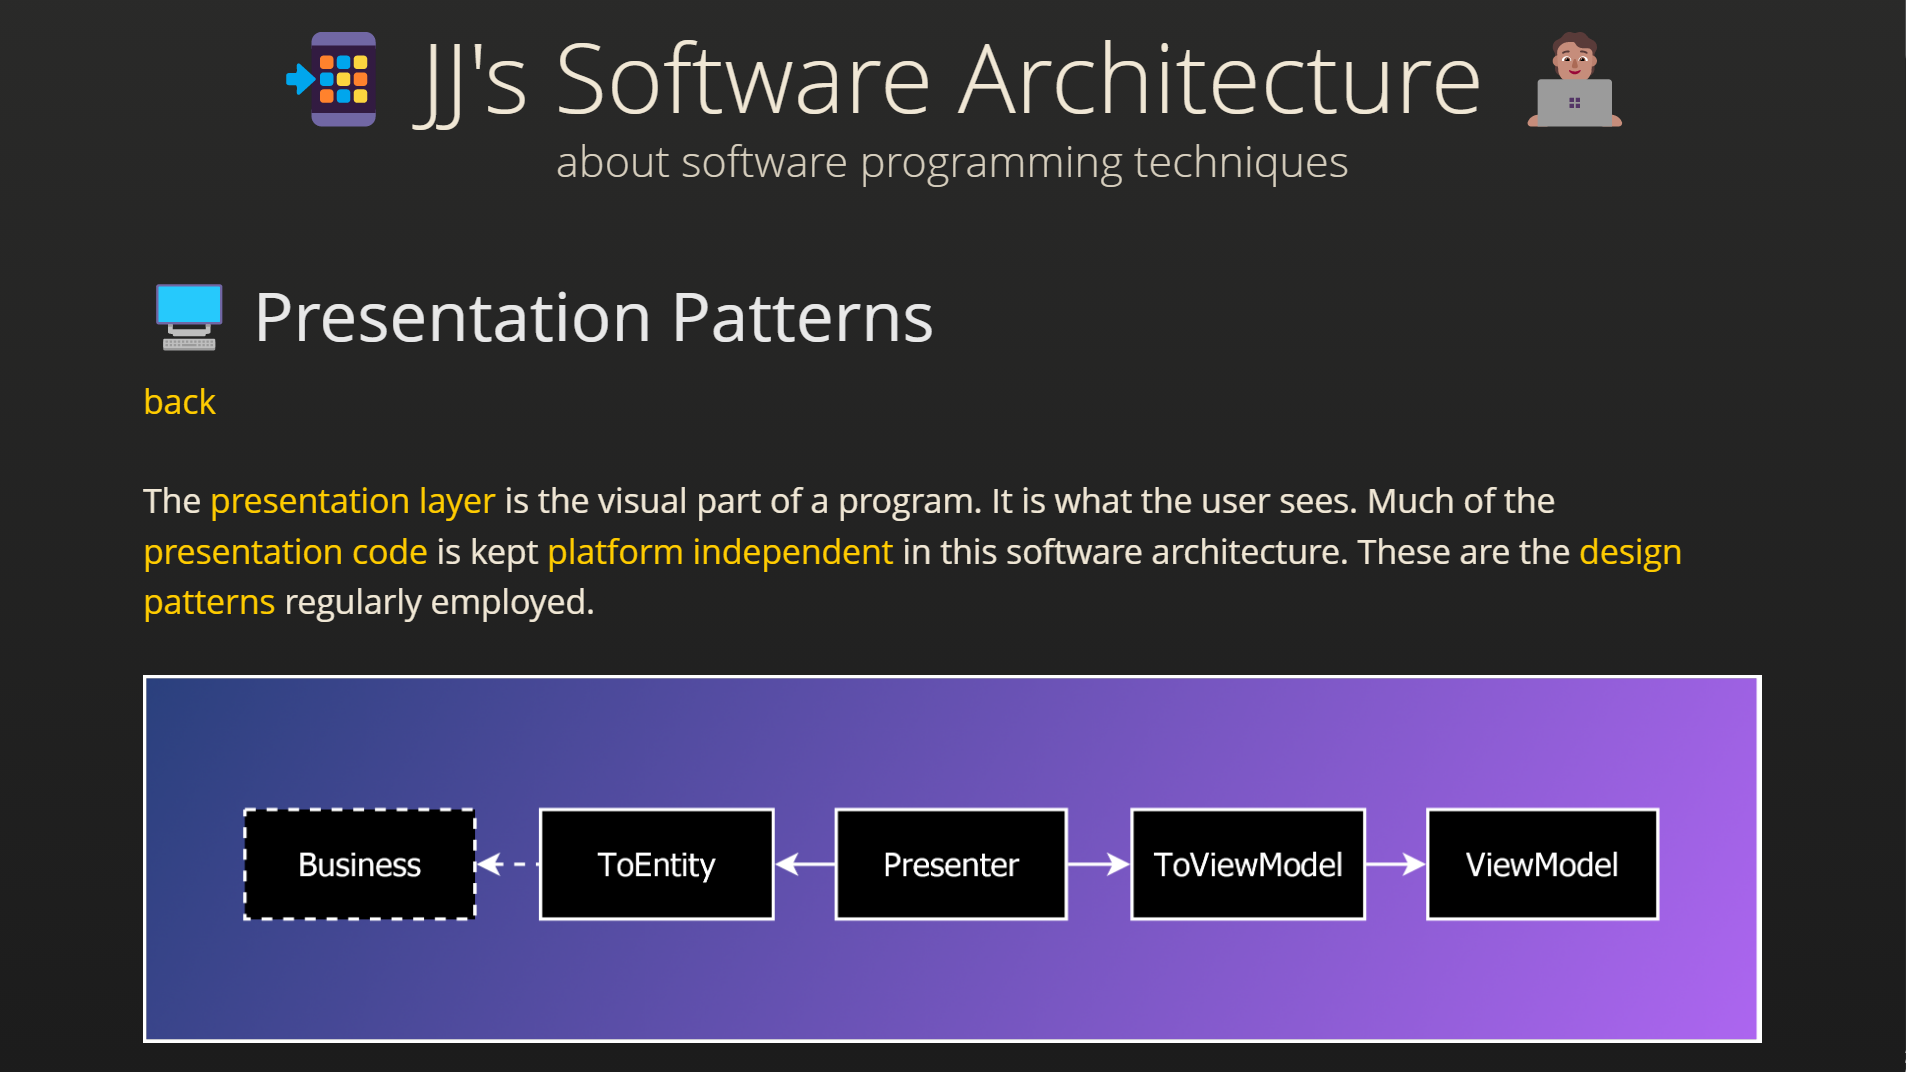 JJ's Software Architecture
about software programming techniques
Presentation Patterns
back
The presentation layer is the visual part of a program. It is what the user sees. Much of the
presentation code is kept platform independent in this software architecture. These are the design
patterns regularly employed.
Business
ToEntity
Presenter
ToViewModel
ViewModel